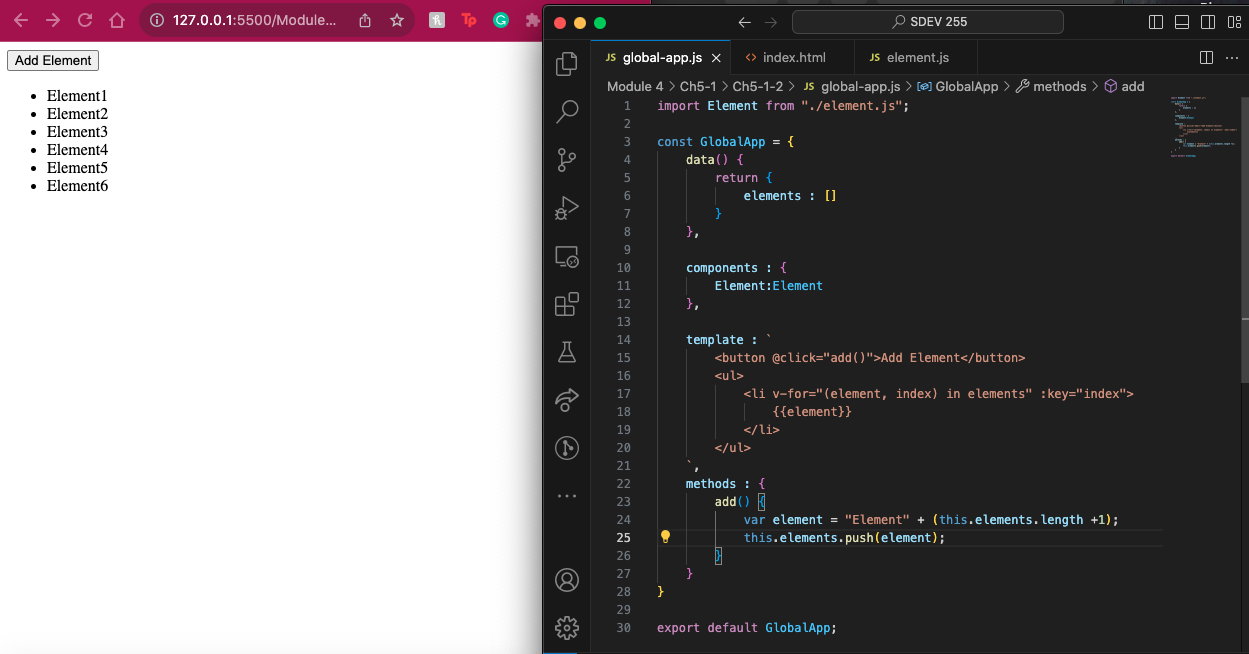 127.0.0.1:5500/Module...
Add Element
Element1
Element2
Element3
Element4
Element5
Element6
SDEV 255
JS global-app.js
<> index.html
JS element.js
Module 4 > Ch5-1 > Ch5-1-2 > JS global-app.js > GlobalApp > methods > add
1 import Element from "./element.js";
2
3 const GlobalApp = {
4 data() {
5 return {
6 elements : []
7 }
8 },
9
10 components : {
11 Element:Element
12 },
13
14 template : `
15 <button @click="add()">Add Element</button>
16 <ul>
17 <li v-for="(element, index) in elements" :key="index">
18 {{element}}
19 </li>
20 </ul>
21 `,
22 methods : {
23 add() {
24 var element = "Element" + (this.elements.length +1);
25 this.elements.push(element);
26 }
27 }
28 }
29
30 export default GlobalApp;